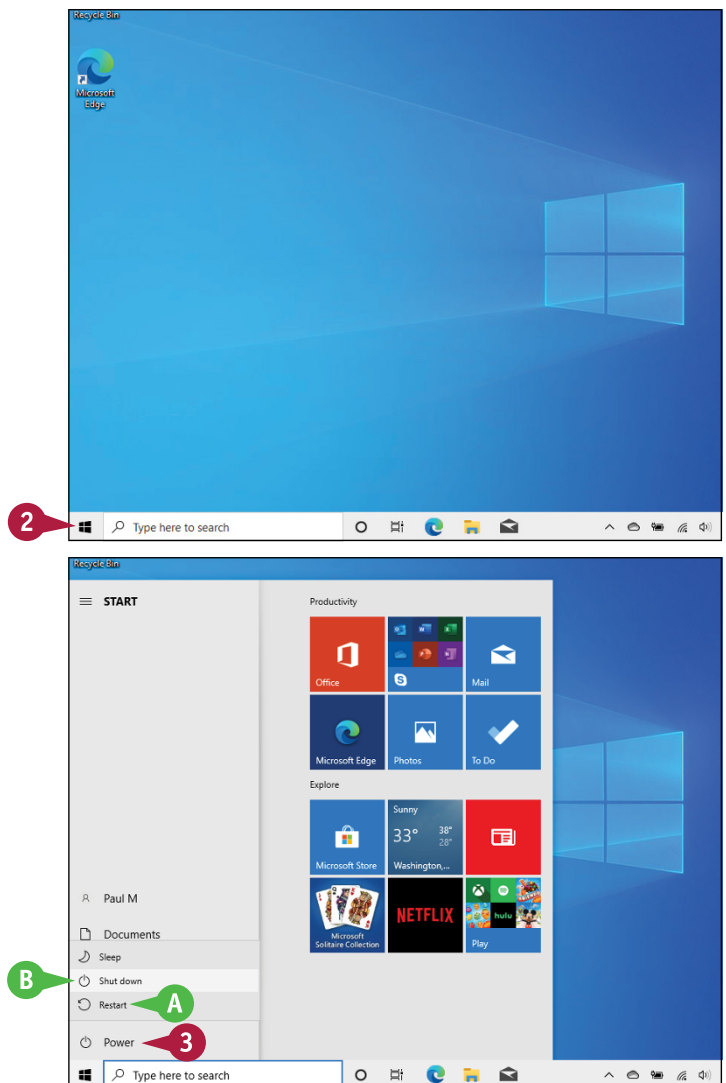 Recycle Bin
Microsoft
Edge
2
Type here to search
Recycle Bin
START
Productivity
Office
Mail
Microsoft Edge
Photos
To Do
Explore
Microsoft Store
Sunny
33°
38°
28°
Washington,...
Microsoft
Solitaire Collection
NETFLIX
hulu
Play
Paul M
Documents
Sleep
B
Shut down
Restart
A
Power
3
Type here to search